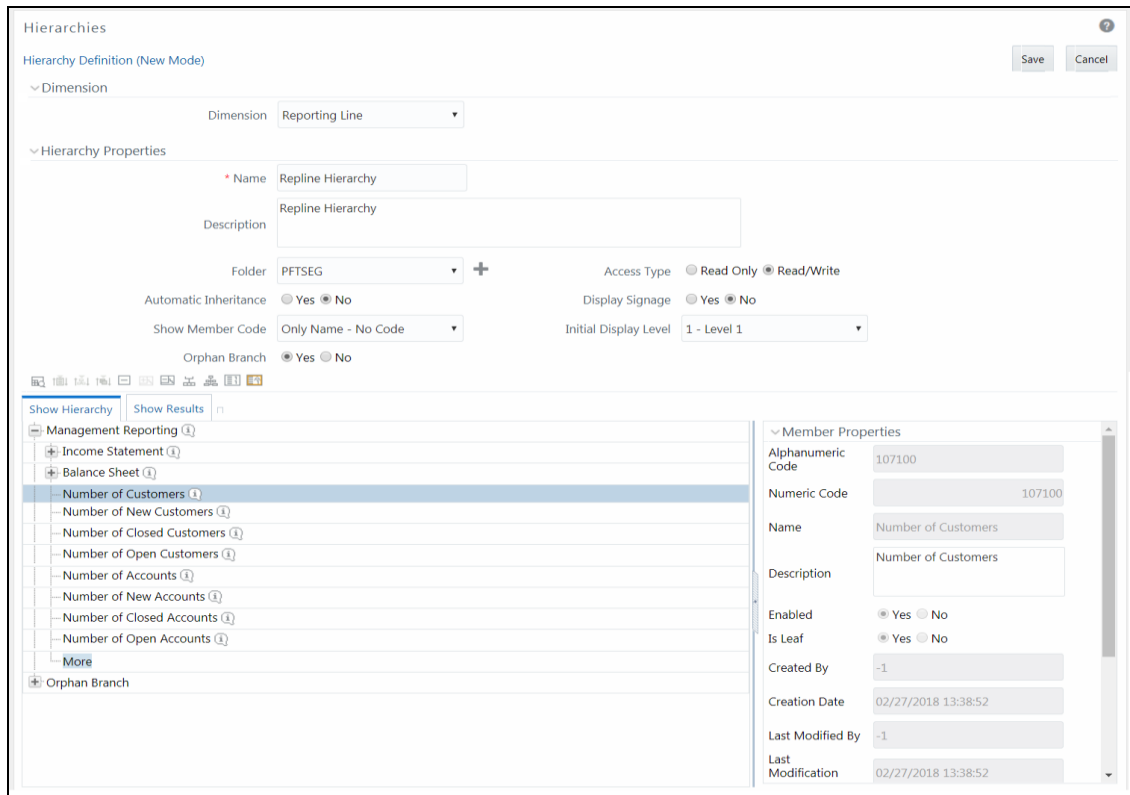 Hierarchies
Hierarchy Definition (New Mode)
Save
Cancel
Dimension
Dimension Reporting Line
Hierarchy Properties
* Name Repline Hierarchy
Description Repline Hierarchy
Folder PFTSEG
Access Type Read Only Read/Write
Automatic Inheritance Yes No
Display Signage Yes No
Show Member Code Only Name - No Code
Initial Display Level 1 - Level 1
Orphan Branch Yes No
Show Hierarchy
Show Results
Management Reporting
Income Statement
Balance Sheet
Number of Customers
Number of New Customers
Number of Closed Customers
Number of Open Customers
Number of Accounts
Number of New Accounts
Number of Closed Accounts
Number of Open Accounts
More
Orphan Branch
Member Properties
Alphanumeric
Code
107100
Numeric Code 107100
Name Number of Customers
Description Number of Customers
Enabled Yes No
Is Leaf Yes No
Created By -1
Creation Date 02/27/2018 13:38:52
Last Modified By -1
Last
Modification
02/27/2018 13:38:52